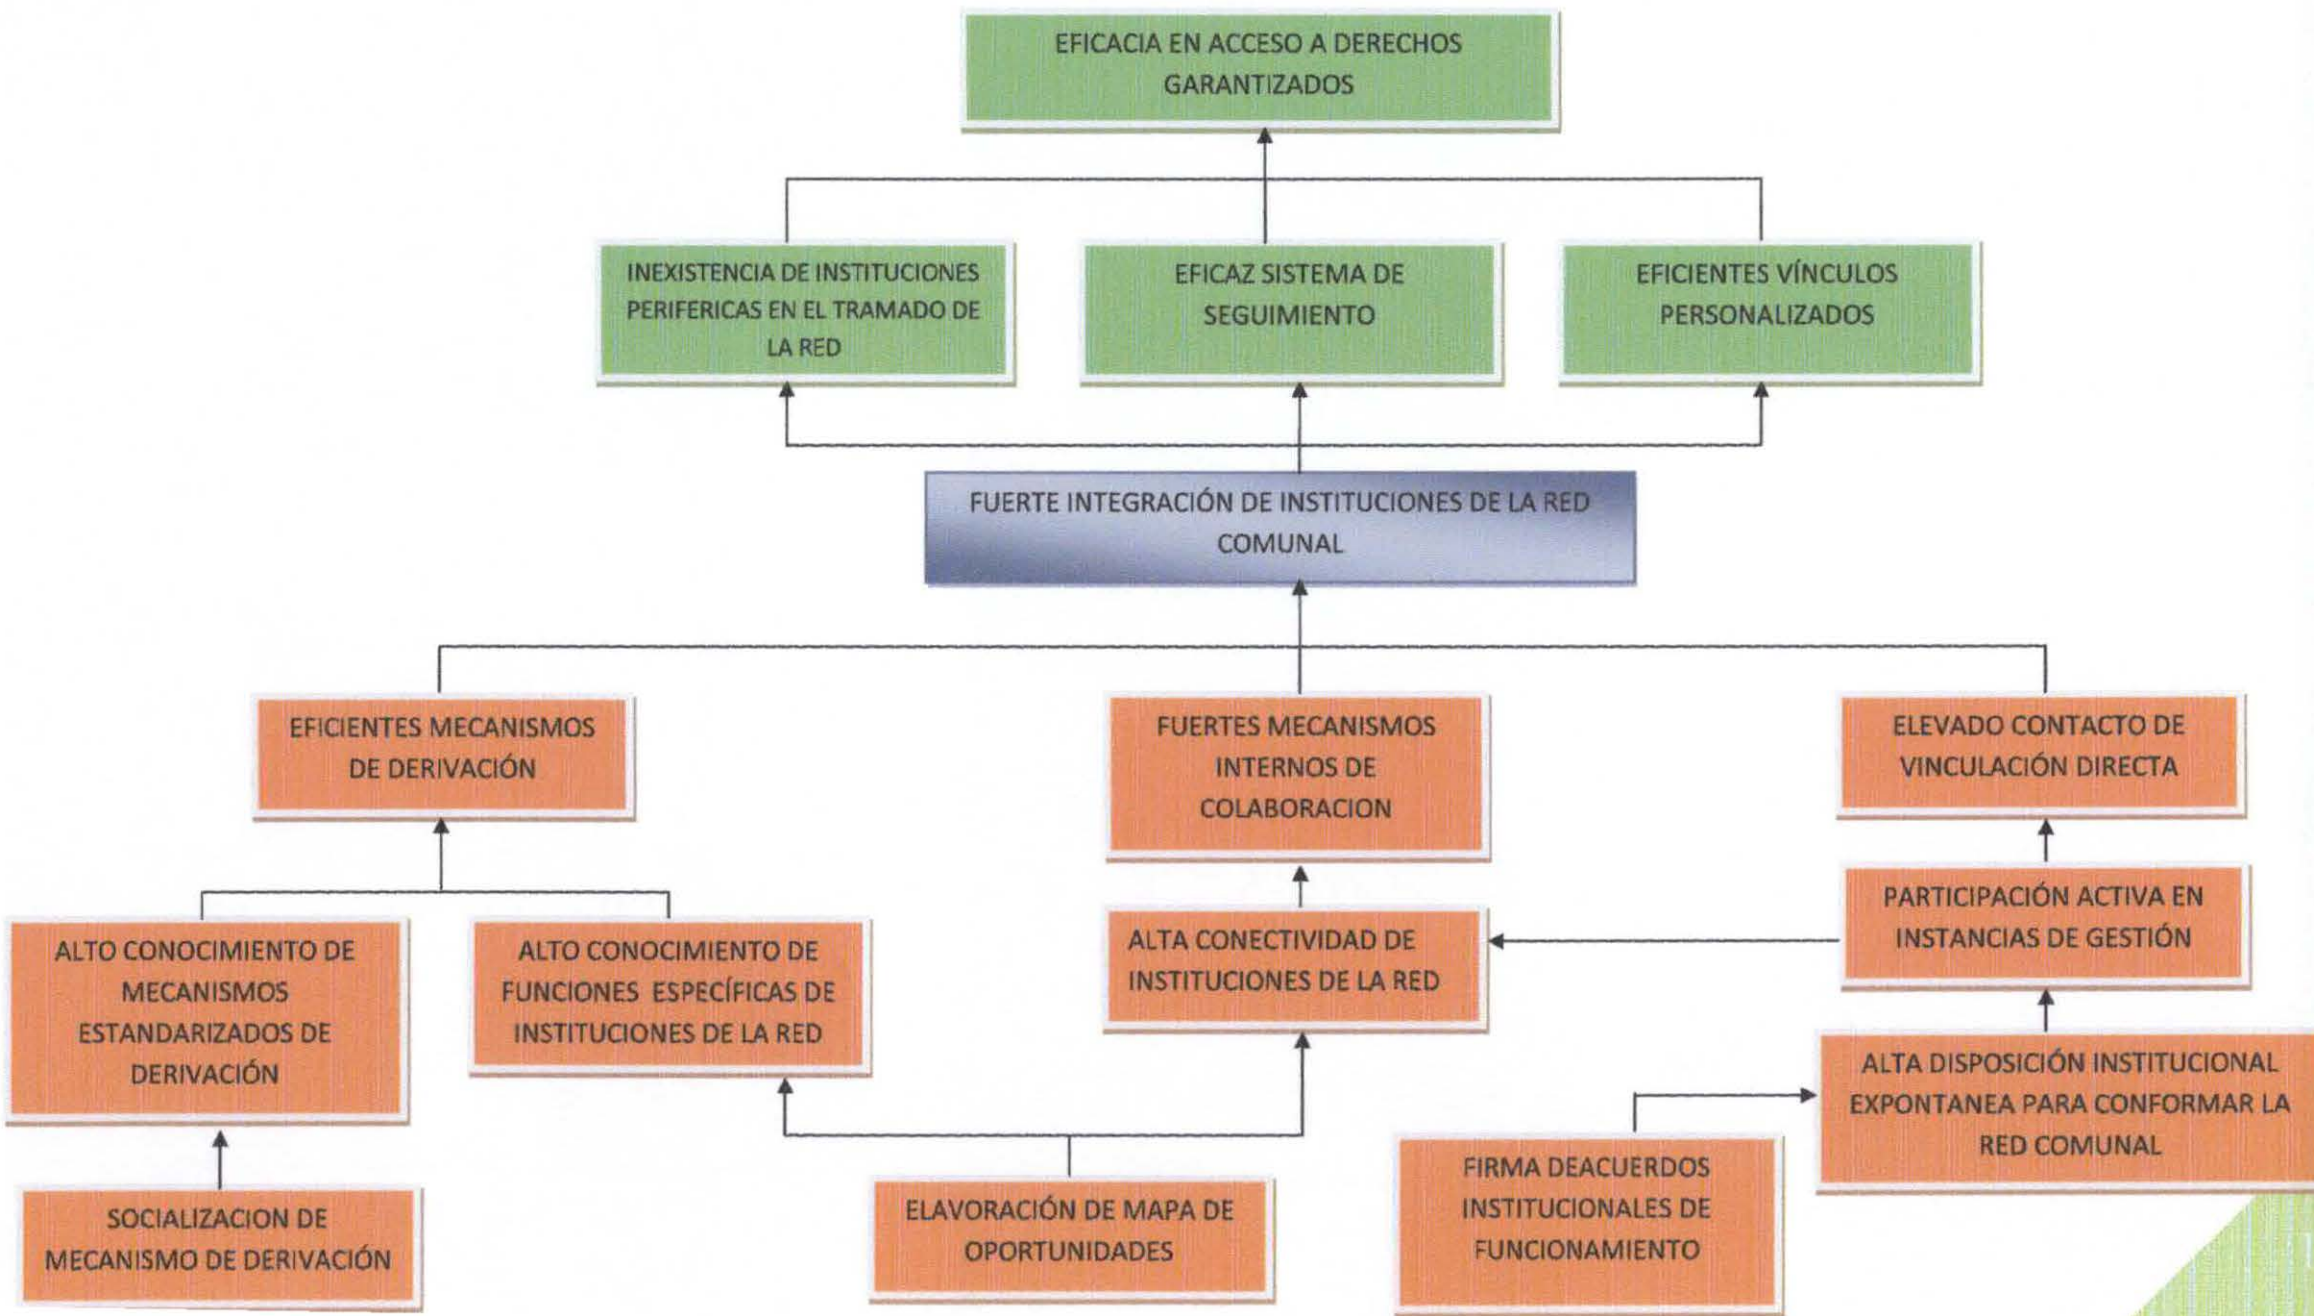 EFICACIA EN ACCESO A DERECHOS
GARANTIZADOS
INEXISTENCIA DE INSTITUCIONES
PERIFERICAS EN EL TRAMADO DE
LA RED
EFICAZ SISTEMA DE
SEGUIMIENTO
EFICIENTES VÍNCULOS
PERSONALIZADOS
FUERTE INTEGRACIÓN DE INSTITUCIONES DE LA RED
COMUNAL
EFICIENTES MECANISMOS
DE DERIVACIÓN
FUERTES MECANISMOS
INTERNOS DE
COLABORACION
ELEVADO CONTACTO DE
VINCULACIÓN DIRECTA
ALTO CONOCIMIENTO DE
MECANISMOS
ESTANDARIZADOS DE
DERIVACIÓN
ALTO CONOCIMIENTO DE
FUNCIONES ESPECÍFICAS DE
INSTITUCIONES DE LA RED
ALTA CONECTIVIDAD DE
INSTITUCIONES DE LA RED
PARTICIPACIÓN ACTIVA EN
INSTANCIAS DE GESTIÓN
ALTA DISPOSICIÓN INSTITUCIONAL
EXPONTANEA PARA CONFORMAR LA
RED COMUNAL
SOCIALIZACION DE
MECANISMO DE DERIVACIÓN
ELAVORACIÓN DE MAPA DE
OPORTUNIDADES
FIRMA DEACUERDOS
INSTITUCIONALES DE
FUNCIONAMIENTO